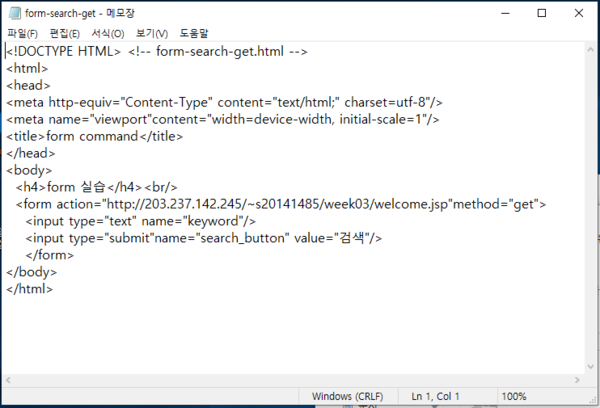 form-search-get - 메모장
파일(F) 편집(E) 서식(O) 보기(V) 도움말
<!DOCTYPE HTML> <!-- form-search-get.html -->
<html>
<head>
<meta http-equiv="Content-Type" content="text/html;" charset=utf-8"/>
<meta name="viewport"content="width=device-width, initial-scale=1"/>
<title>form command</title>
</head>
<body>
<h4>form 실습</h4><br/>
<form action="http://203.237.142.245/~s20141485/week03/welcome.jsp"method="get">
<input type="text" name="keyword"/>
<input type="submit"name="search_button" value="검색"/>
</form>
</body>
</html>
Windows (CRLF) Ln 1, Col 1 100%